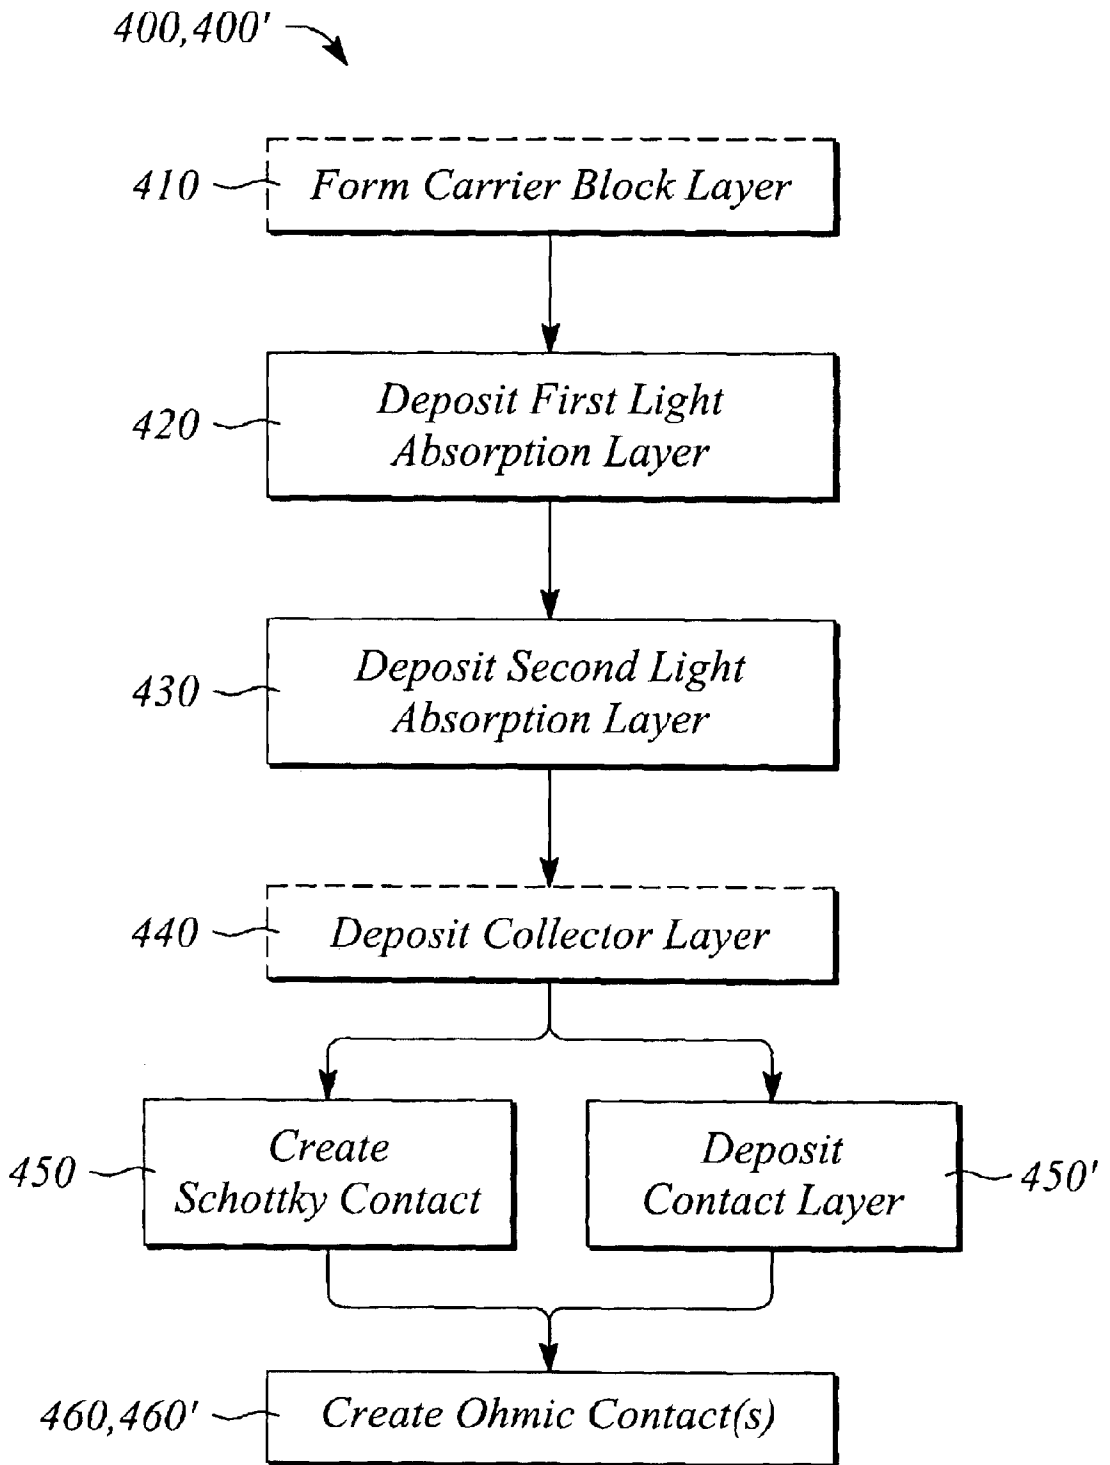 400,400'
410
Form Carrier Block Layer
420
Deposit First Light
Absorption Layer
430
Deposit Second Light
Absorption Layer
440
Deposit Collector Layer
450
Create
Schottky Contact
Deposit
Contact Layer
450'
460,460'
Create Ohmic Contact(s)